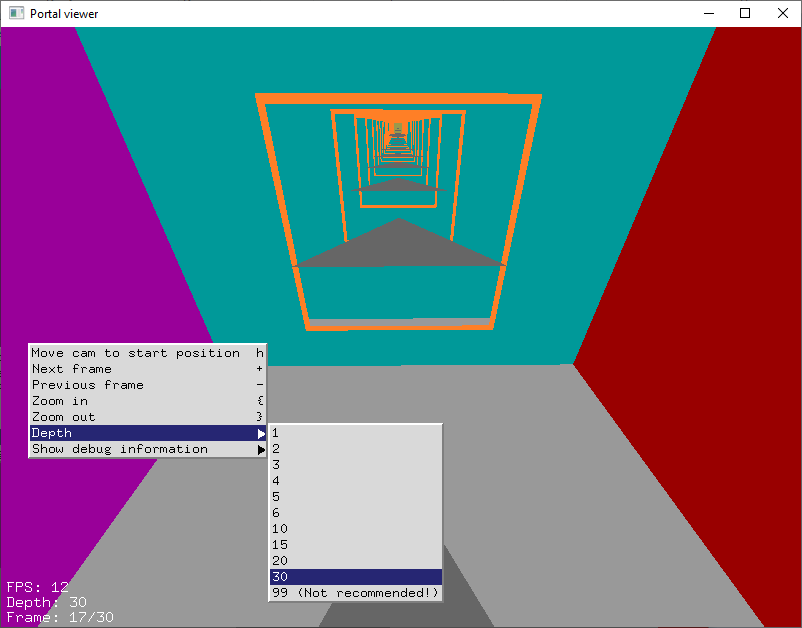 Portal viewer
Move cam to start position h
Next frame +
Previous frame -
Zoom in {
Zoom out }
Depth
Show debug information
1
2
3
4
5
6
10
15
20
30
99 (Not recommended!)
FPS: 12
Depth: 30
Frame: 17/30